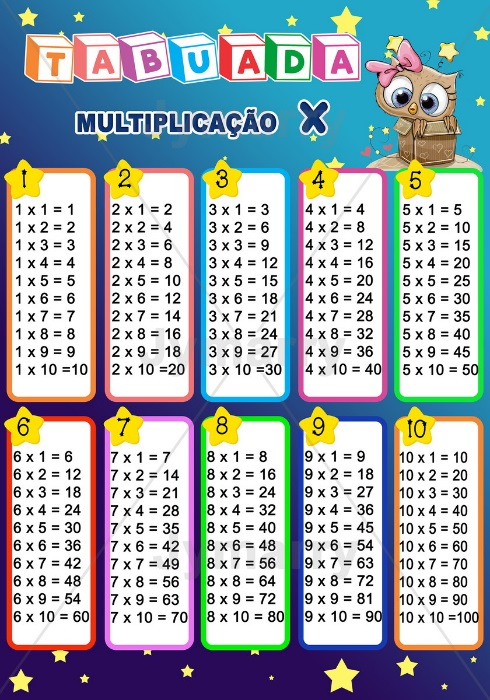 TABUADA
MULTIPLICAÇÃO X
1
1 x 1 = 1
1 x 2 = 2
1 x 3 = 3
1 x 4 = 4
1 x 5 = 5
1 x 6 = 6
1 x 7 = 7
1 x 8 = 8
1 x 9 = 9
1 x 10 =10
2
2 x 1 = 2
2 x 2 = 4
2 x 3 = 6
2 x 4 = 8
2 x 5 = 10
2 x 6 = 12
2 x 7 = 14
2 x 8 = 16
2 x 9 = 18
2 x 10 =20
3
3 x 1 = 3
3 x 2 = 6
3 x 3 = 9
3 x 4 = 12
3 x 5 = 15
3 x 6 = 18
3 x 7 = 21
3 x 8 = 24
3 x 9 = 27
3 x 10 =30
4
4 x 1 = 4
4 x 2 = 8
4 x 3 = 12
4 x 4 = 16
4 x 5 = 20
4 x 6 = 24
4 x 7 = 28
4 x 8 = 32
4 x 9 = 36
4 x 10 = 40
5
5 x 1 = 5
5 x 2 = 10
5 x 3 = 15
5 x 4 = 20
5 x 5 = 25
5 x 6 = 30
5 x 7 = 35
5 x 8 = 40
5 x 9 = 45
5 x 10 = 50
6
6 x 1 = 6
6 x 2 = 12
6 x 3 = 18
6 x 4 = 24
6 x 5 = 30
6 x 6 = 36
6 x 7 = 42
6 x 8 = 48
6 x 9 = 54
6 x 10 = 60
7
7 x 1 = 7
7 x 2 = 14
7 x 3 = 21
7 x 4 = 28
7 x 5 = 35
7 x 6 = 42
7 x 7 = 49
7 x 8 = 56
7 x 9 = 63
7 x 10 = 70
8
8 x 1 = 8
8 x 2 = 16
8 x 3 = 24
8 x 4 = 32
8 x 5 = 40
8 x 6 = 48
8 x 7 = 56
8 x 8 = 64
8 x 9 = 72
8 x 10 = 80
9
9 x 1 = 9
9 x 2 = 18
9 x 3 = 27
9 x 4 = 36
9 x 5 = 45
9 x 6 = 54
9 x 7 = 63
9 x 8 = 72
9 x 9 = 81
9 x 10 = 90
10
10 x 1 = 10
10 x 2 = 20
10 x 3 = 30
10 x 4 = 40
10 x 5 = 50
10 x 6 = 60
10 x 7 = 70
10 x 8 = 80
10 x 9 = 90
10 x 10 =100